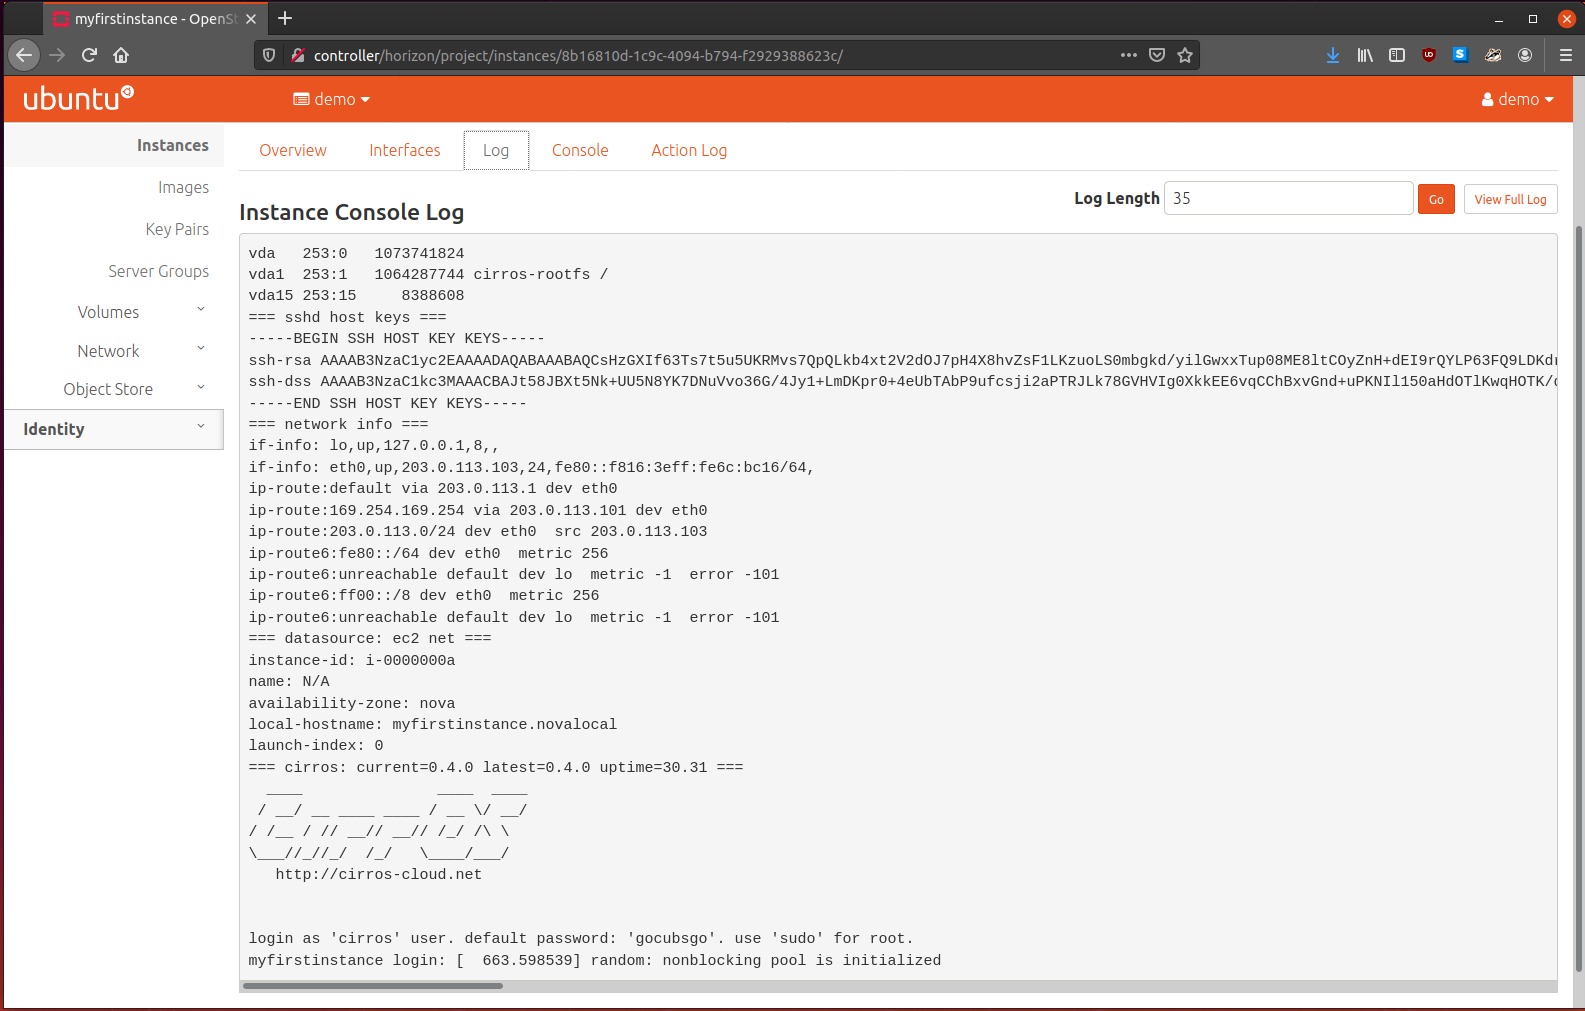 myfirstinstance - OpenSt
controller/horizon/project/instances/8b16810d-1c9c-4094-b794-f2929388623c/
ubuntu
demo
demo
Instances
Images
Key Pairs
Server Groups
Volumes
Network
Object Store
Identity
Overview Interfaces Log Console Action Log
Log Length 35 Go View Full Log
Instance Console Log
vda   253:0   1073741824
vda1  253:1   1064287744 cirros-rootfs /
vda15 253:15     8388608
=== sshd host keys ===
-----BEGIN SSH HOST KEY KEYS-----
ssh-rsa AAAAB3NzaC1yc2EAAAADAQABAAABAQCsHzGXIf63Ts7t5u5UKRMvs7QpQLkb4xt2V2dOJ7pH4X8hvZsF1LKzuoLS0mbgkd/yilGwxxTup08ME8ltCOyZnH+dEI9rQYLP63FQ9LDKdr
ssh-dss AAAAB3NzaC1kc3MAAACBAJt58JBXt5Nk+UU5N8YK7DNuVvo36G/4Jy1+LmDKpr0+4eUbTAbP9ufcsji2aPTRJLk78GVHVIg0XkkEE6vqCChBxvGnd+uPKNIl150aHdOTlKwqHOTK/
-----END SSH HOST KEY KEYS-----
=== network info ===
if-info: lo,up,127.0.0.1,8,,
if-info: eth0,up,203.0.113.103,24,fe80::f816:3eff:fe6c:bc16/64,
ip-route:default via 203.0.113.1 dev eth0
ip-route:169.254.169.254 via 203.0.113.101 dev eth0
ip-route:203.0.113.0/24 dev eth0  src 203.0.113.103
ip-route6:fe80::/64 dev eth0  metric 256
ip-route6:unreachable default dev lo  metric -1  error -101
ip-route6:ff00::/8 dev eth0  metric 256
ip-route6:unreachable default dev lo  metric -1  error -101
=== datasource: ec2 net ===
instance-id: i-0000000a
name: N/A
availability-zone: nova
local-hostname: myfirstinstance.novalocal
launch-index: 0
=== cirros: current=0.4.0 latest=0.4.0 uptime=30.31 ===
  ____               ____  ____
 / __/ __ ____ ____ / __ \/ __/
/ /__ / // __// __// /_/ /\ \
\___//_//_/  /_/   \____/___/
   http://cirros-cloud.net
login as 'cirros' user. default password: 'gocubsgo'. use 'sudo' for root.
myfirstinstance login: [  663.598539] random: nonblocking pool is initialized